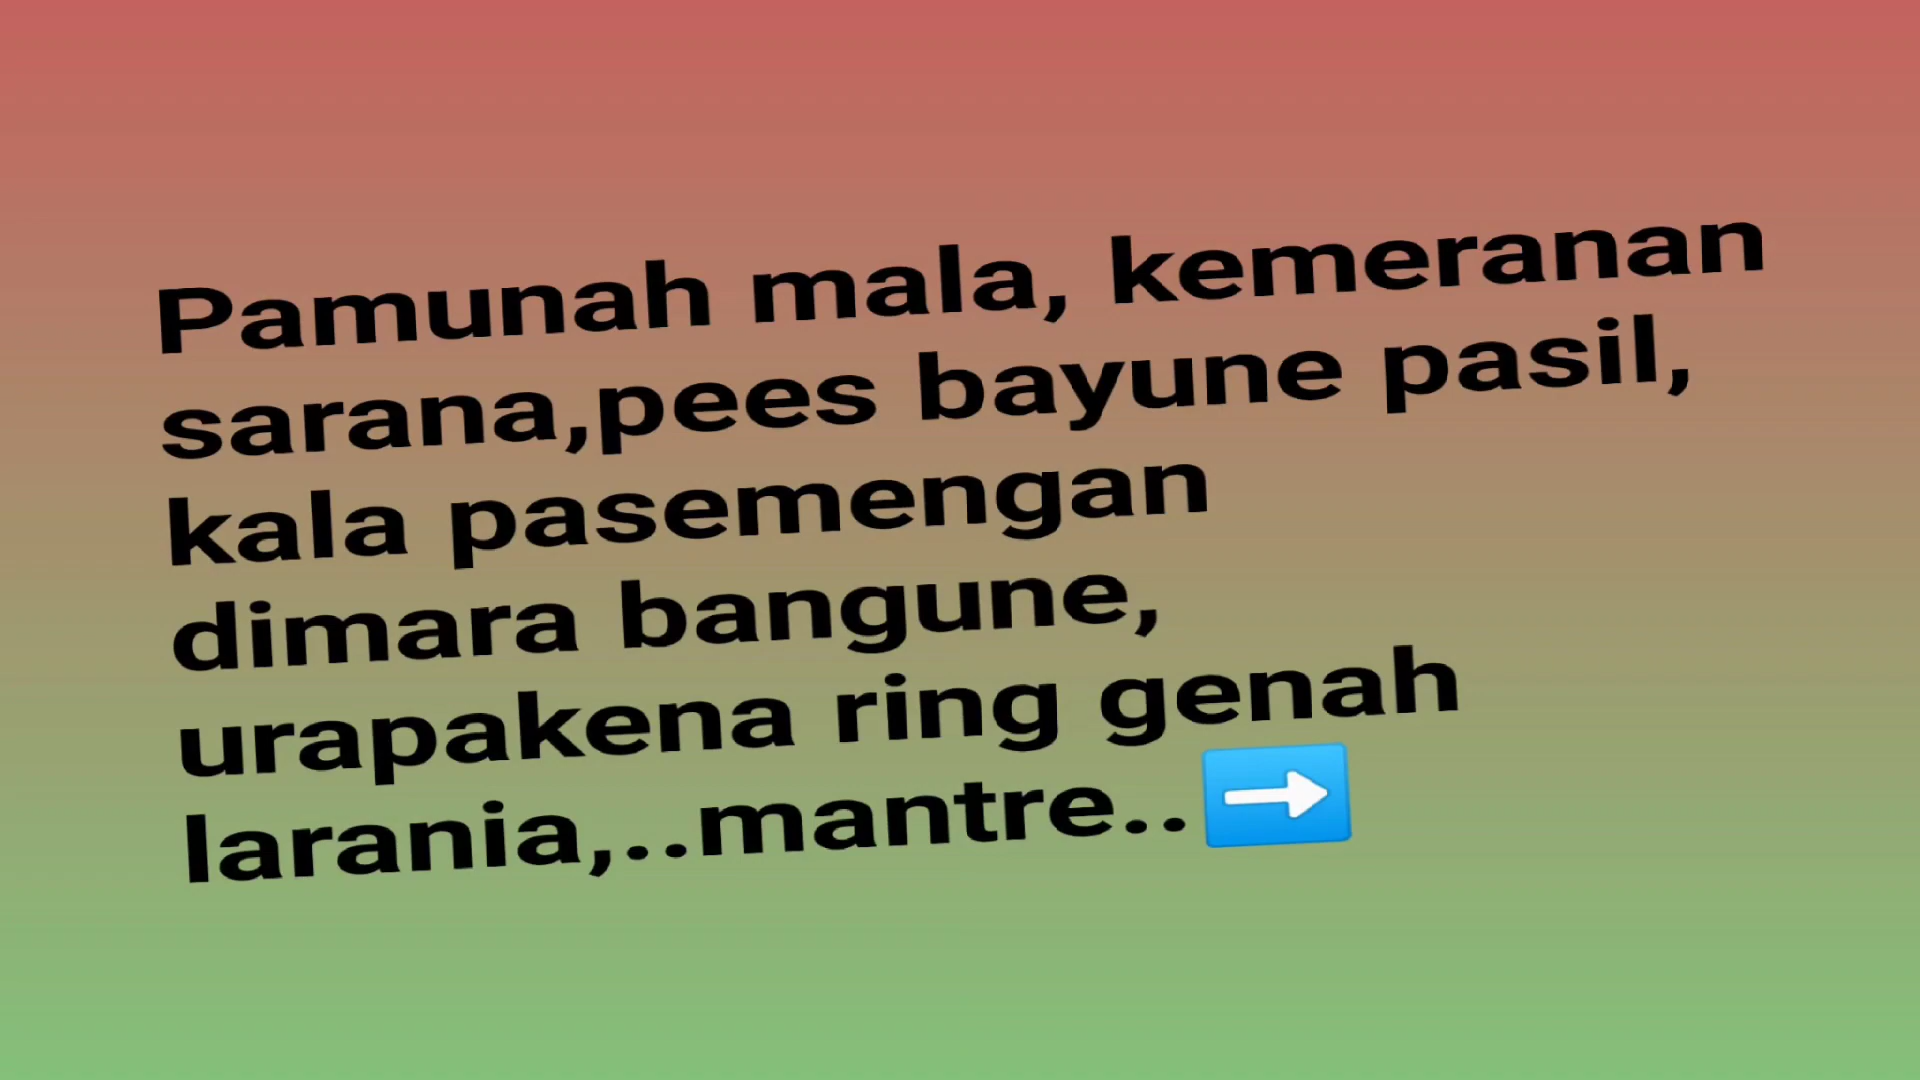 Pamunah mala, kemeranan
sarana,pees bayune pasil,
kala pasemengan
dimara bangune,
urapakena ring genah
larania,..mantre..➡️